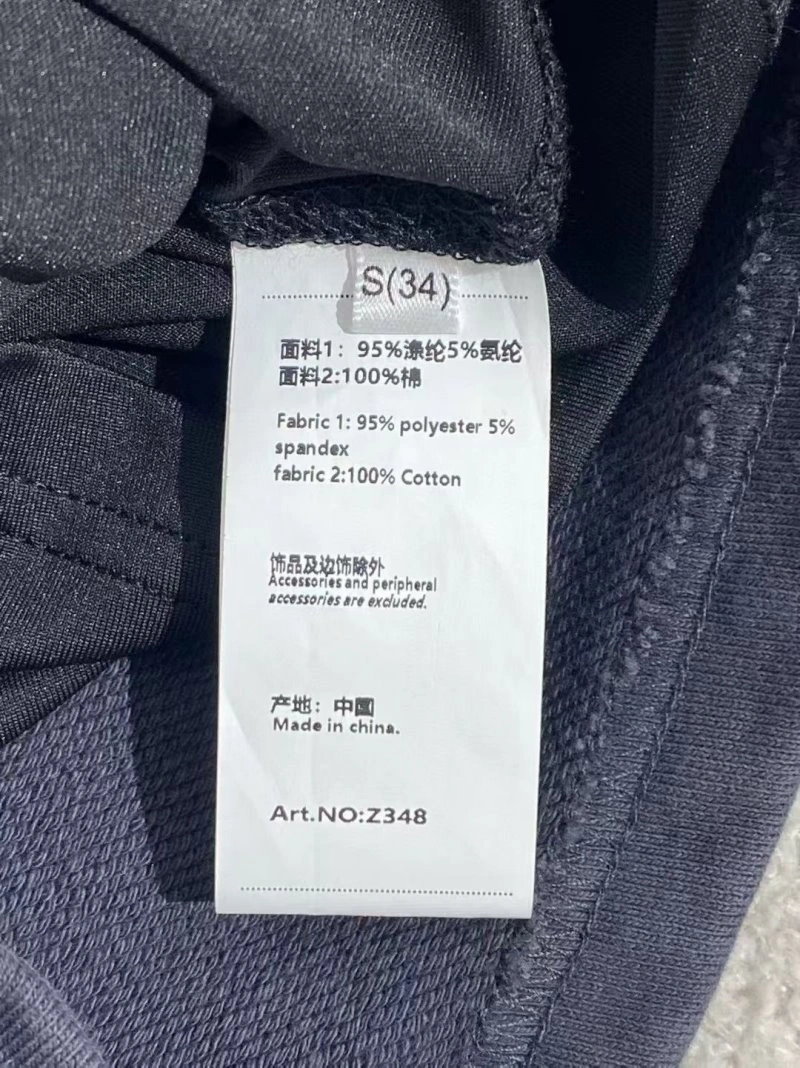 S(34)
面料1：95%涤纶5%氨纶
面料2:100%棉
Fabric 1: 95% polyester 5%
spandex
fabric 2:100% Cotton
饰品及边饰除外
Accessories and peripheral
accessories are excluded.
产地：中国
Made in china.
Art.NO:Z348